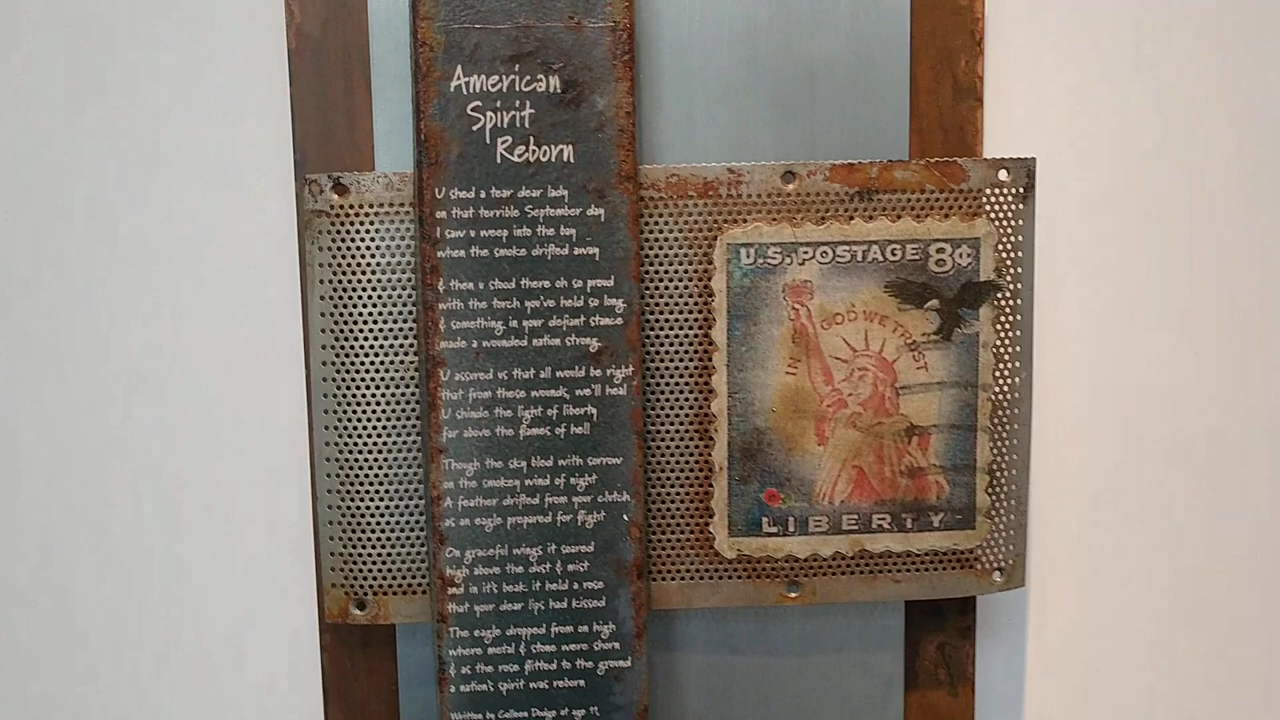 American
Spirit
Reborn
U shed a tear dear lady
on that terrible September day
I saw u weep into the bay
when the smoke drifted away
& then u stood there oh so proud
with the torch you've held so long
& something in your defiant stance
made a wounded nation strong
U assured us that all would be right
that from these wounds, we'll heal
U shinde the light of liberty
far above the flames of hell
Though the sky bled with sorrow
on the smokey wind of night
A feather drifted from your clutch
as an eagle prepared for flight
On graceful wings it soared
high above the dust & mist
and in it's beak it held a rose
that your dear lips had kissed
The eagle dropped from on high
where metal & stone were shorn
& as the rose flitted to the ground
a nation's spirit was reborn
Written by Colleen Dodge at age 17,
U.S. POSTAGE 8¢
IN GOD WE TRUST
LIBERTY